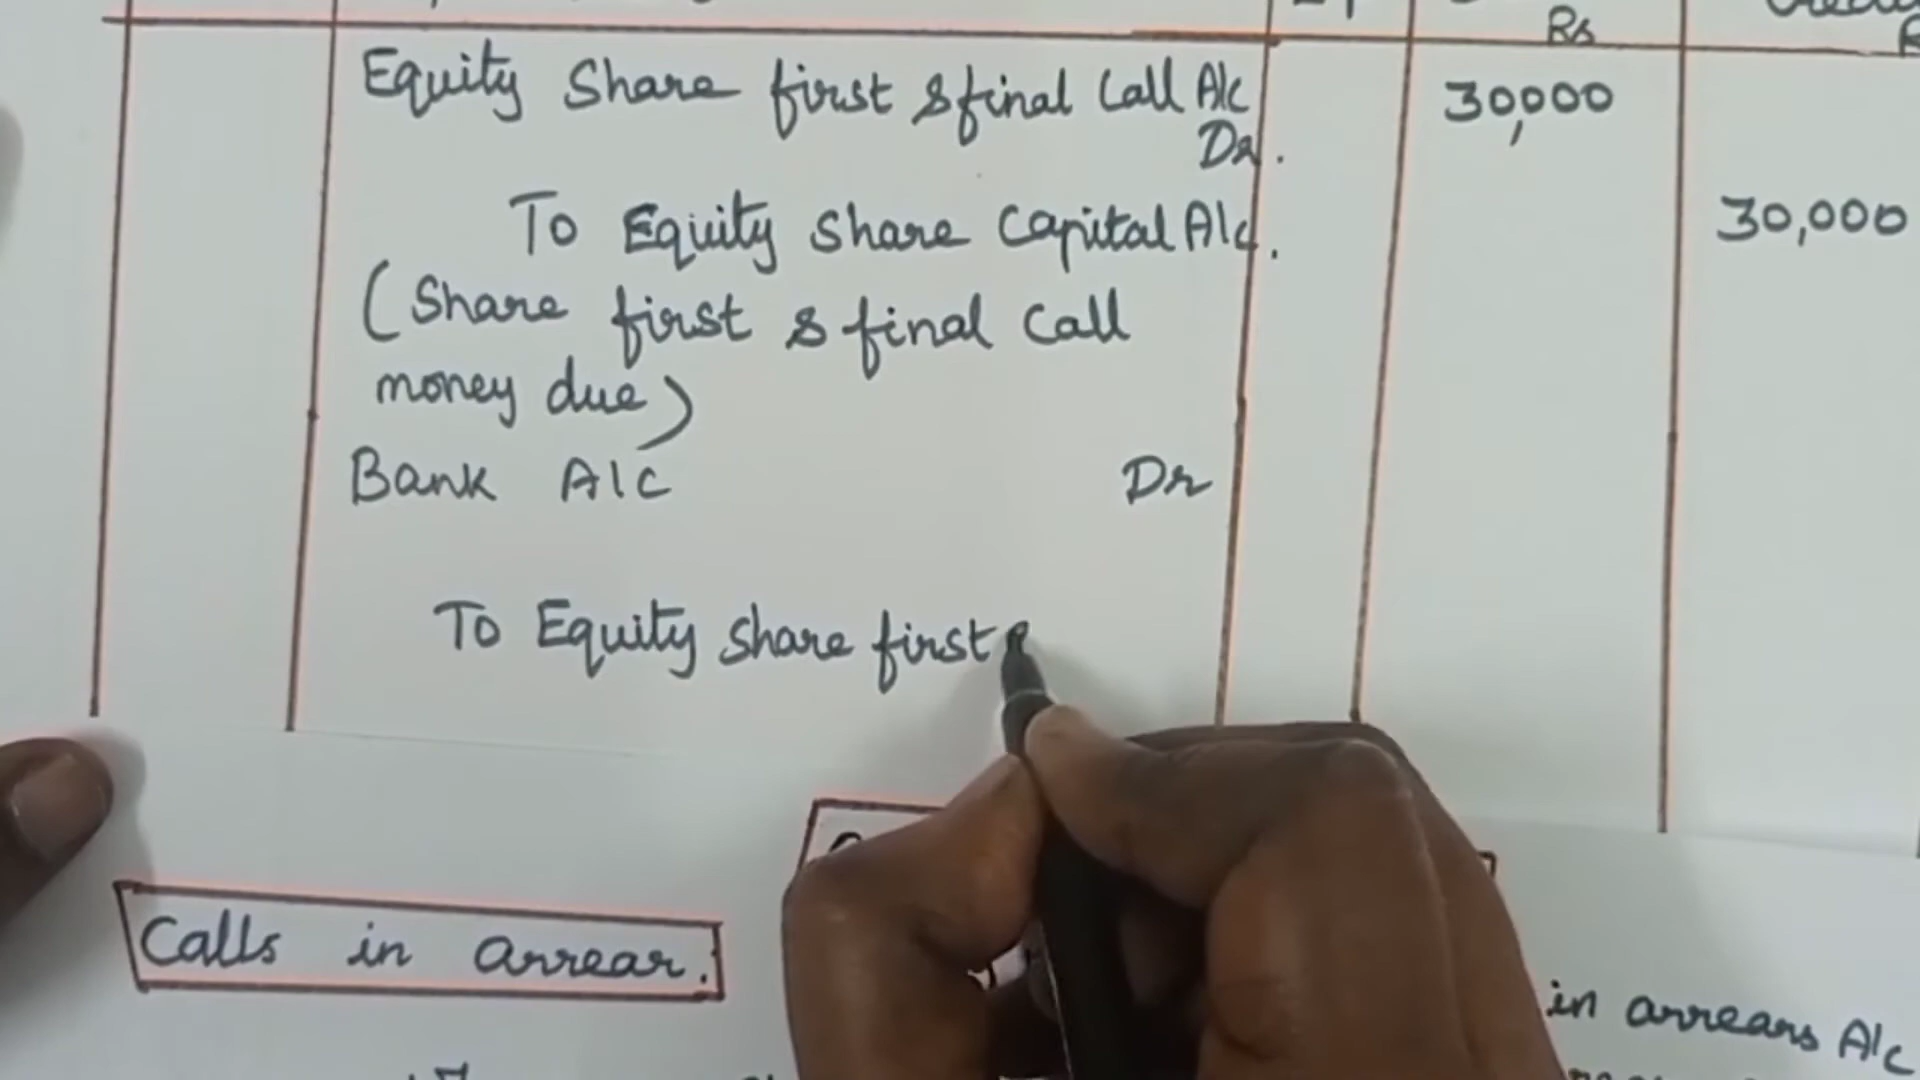 Rs
Equity Share first & final Call A/c 30,000
Dr.
To Equity Share Capital A/c. 30,000
(Share first & final Call
money due)
Bank A/c Dr
To Equity Share first
Calls in arrear.
in arrears A/c